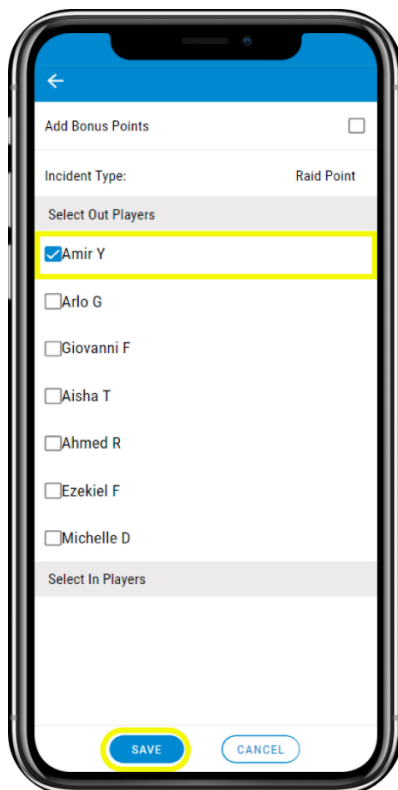 Add Bonus Points
Incident Type: Raid Point
Select Out Players
Amir Y
Arlo G
Giovanni F
Aisha T
Ahmed R
Ezekiel F
Michelle D
Select In Players
SAVE CANCEL